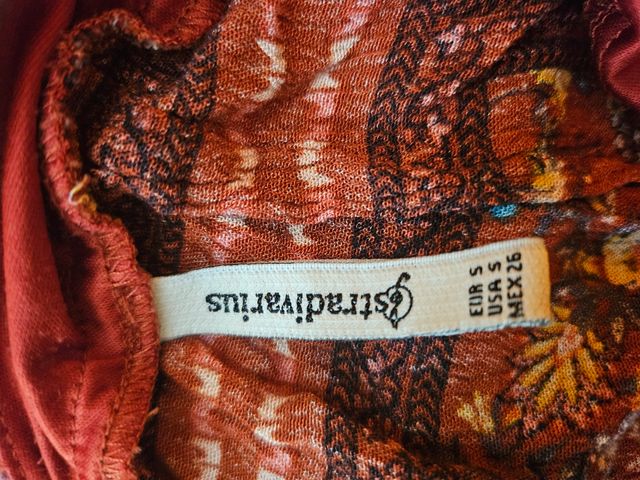 stradivarius
EUR S
USA S
MEX 26